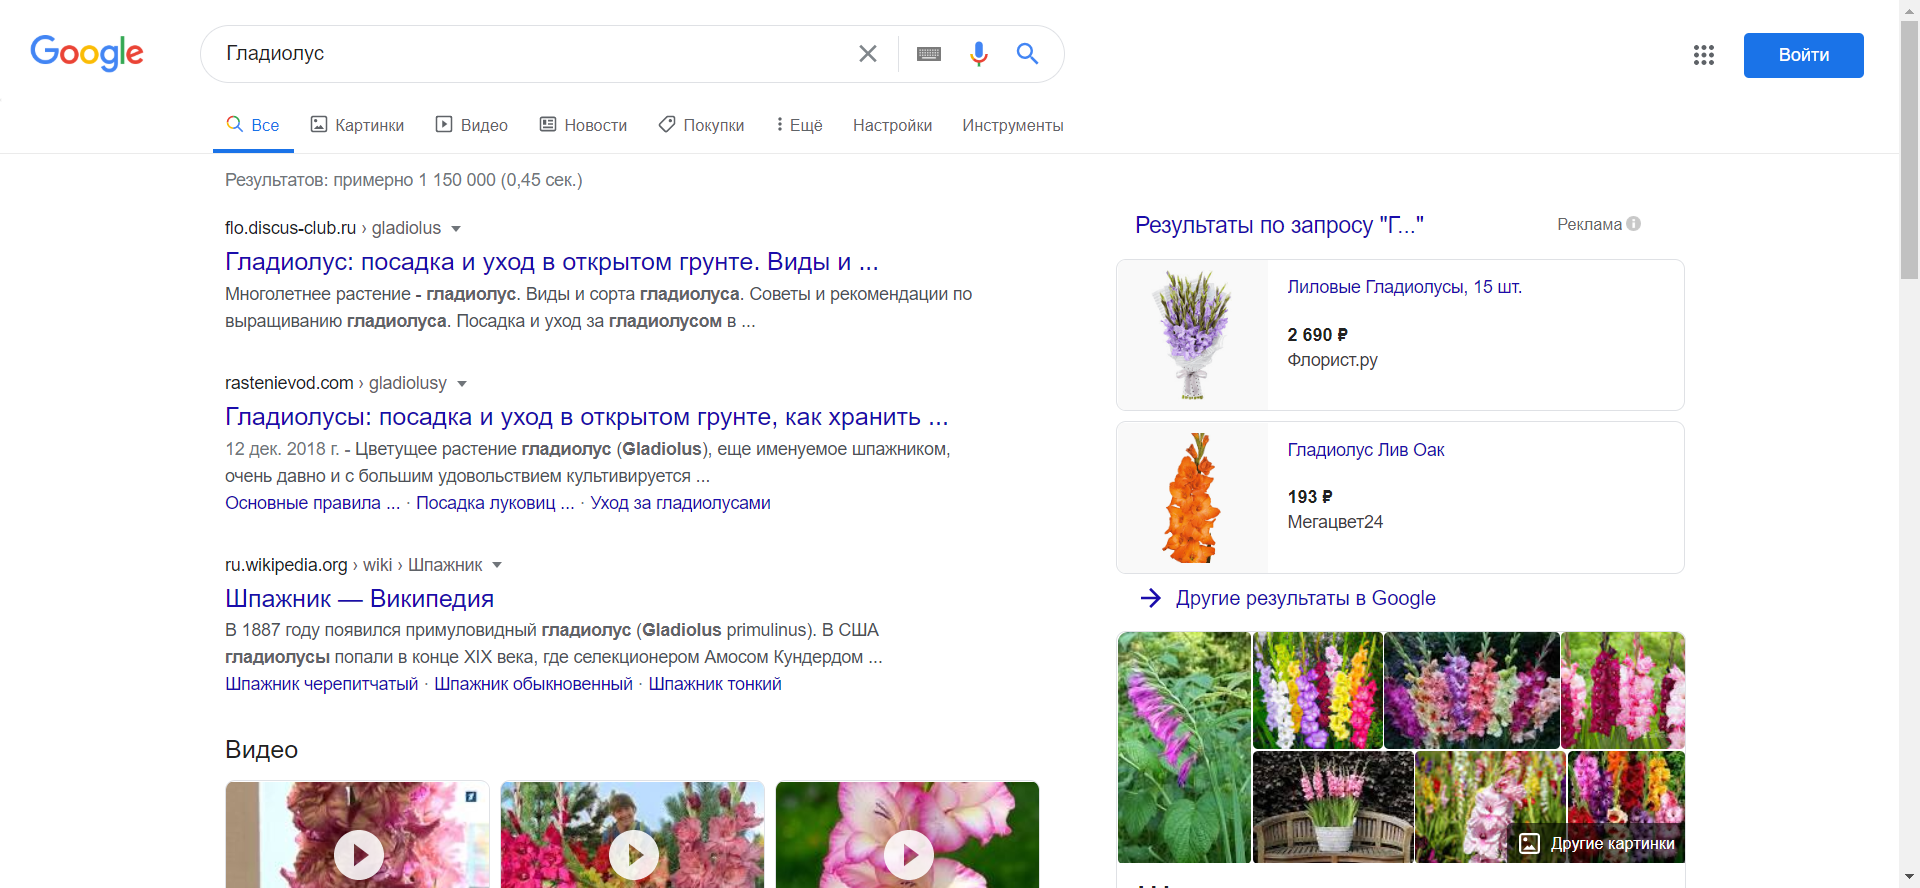 Google
Гладиолус
Войти
Все
Картинки
Видео
Новости
Покупки
Ещё
Настройки
Инструменты
Результатов: примерно 1 150 000 (0,45 сек.)
flo.discus-club.ru › gladiolus
Гладиолус: посадка и уход в открытом грунте. Виды и ...
Многолетнее растение - гладиолус. Виды и сорта гладиолуса. Советы и рекомендации по
выращиванию гладиолуса. Посадка и уход за гладиолусом в ...
rastenievod.com › gladiolusy
Гладиолусы: посадка и уход в открытом грунте, как хранить ...
12 дек. 2018 г. - Цветущее растение гладиолус (Gladiolus), еще именуемое шпажником,
очень давно и с большим удовольствием культивируется ...
Основные правила ... · Посадка луковиц ... · Уход за гладиолусами
ru.wikipedia.org › wiki › Шпажник
Шпажник — Википедия
В 1887 году появился примуловидный гладиолус (Gladiolus primulinus). В США
гладиолусы попали в конце XIX века, где селекционером Амосом Кундердом ...
Шпажник черепитчатый · Шпажник обыкновенный · Шпажник тонкий
Видео
Результаты по запросу "Г..."
Реклама
Лиловые Гладиолусы, 15 шт.
2 690 ₽
Флорист.ру
Гладиолус Лив Оак
193 ₽
Мегацвет24
Другие результаты в Google
Другие картинки